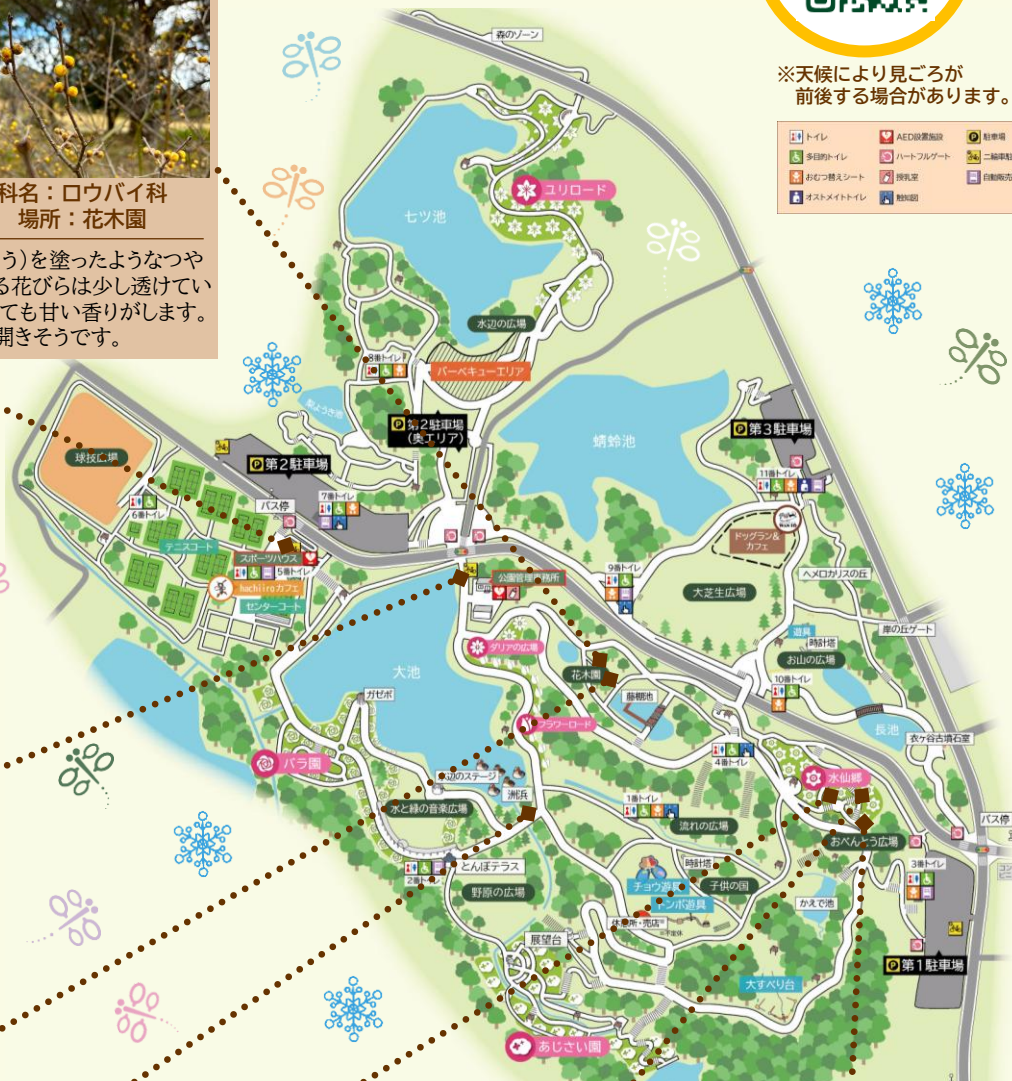 科名：ロウバイ科
場所：花木園
う)を塗ったようなつや
る花びらは少し透けてい
ても甘い香りがします。
開きそうです。
※天候により見ごろが
前後する場合があります。
トイレ
AED設置施設
駐車場
多目的トイレ
ハートフルゲート
二輪車駐
おむつ替えシート
授乳室
自動販売
オストメイトトイレ
触知図
森のゾーン
ユリロード
七ツ池
水辺の広場
8番トイレ
バーベキューエリア
第2駐車場
(奥エリア)
蜻蛉池
第3駐車場
球技広場
第2駐車場
11番トイレ
バス停
7番トイレ
6番トイレ
ドッグラン&
カフェ
テニスコート
スポーツハウス
5番トイレ
hachiiroカフェ
センターコート
公園管理事務所
9番トイレ
ヘメロカリスの丘
大芝生広場
岸の丘ゲート
遊具
時計塔
お山の広場
ダリアの広場
大池
花木園
10番トイレ
藤棚池
ガゼボ
フラワーロード
長池
衣ヶ谷古墳石室
4番トイレ
バラ園
水仙郷
水辺のステージ
洲浜
水と緑の音楽広場
1番トイレ
流れの広場
バス停
おべんとう広場
とんぼテラス
2番トイレ
時計塔
3番トイレ
野原の広場
チョウ遊具
子供の国
トンボ遊具
かえで池
休憩所・売店
展望台
第1駐車場
大すべり台
あじさい園